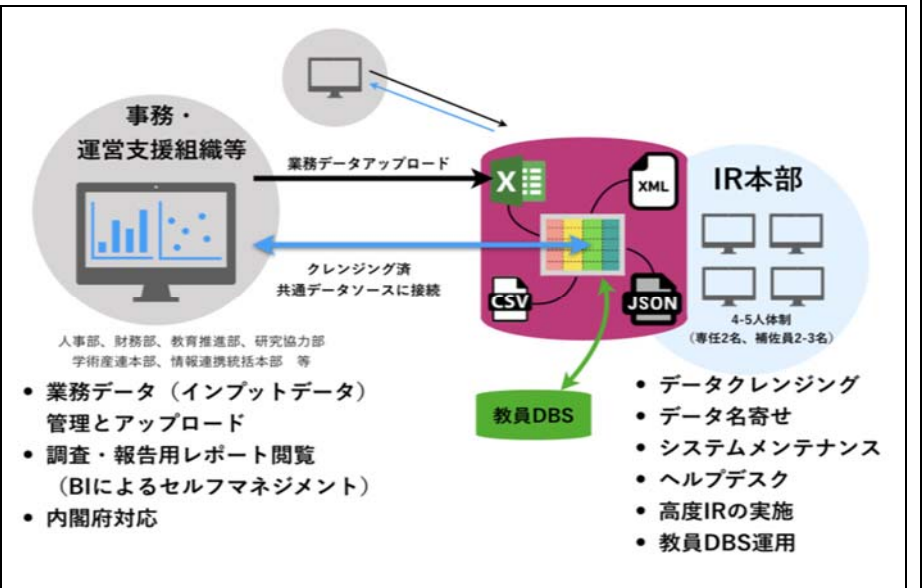 事務・
運営支援組織等
業務データアップロード
クレンジング済
共通データソースに接続
人事部、財務部、教育推進部、研究協力部
学術産連本部、情報連携統括本部　等
• 業務データ（インプットデータ）
管理とアップロード
• 調査・報告用レポート閲覧
（BIによるセルフマネジメント）
• 内閣府対応
X
XML
CSV
JSON
教員DBS
IR本部
4-5人体制
（専任2名、補佐員2-3名）
• データクレンジング
• データ名寄せ
• システムメンテナンス
• ヘルプデスク
• 高度IRの実施
• 教員DBS運用